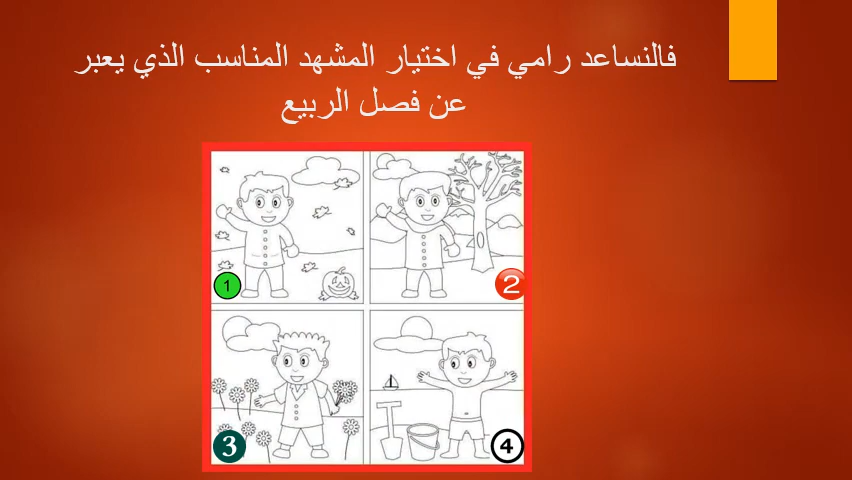 فالنساعد رامي في اختيار المشهد المناسب الذي يعبر
عن فصل الربيع
1
2
3
4